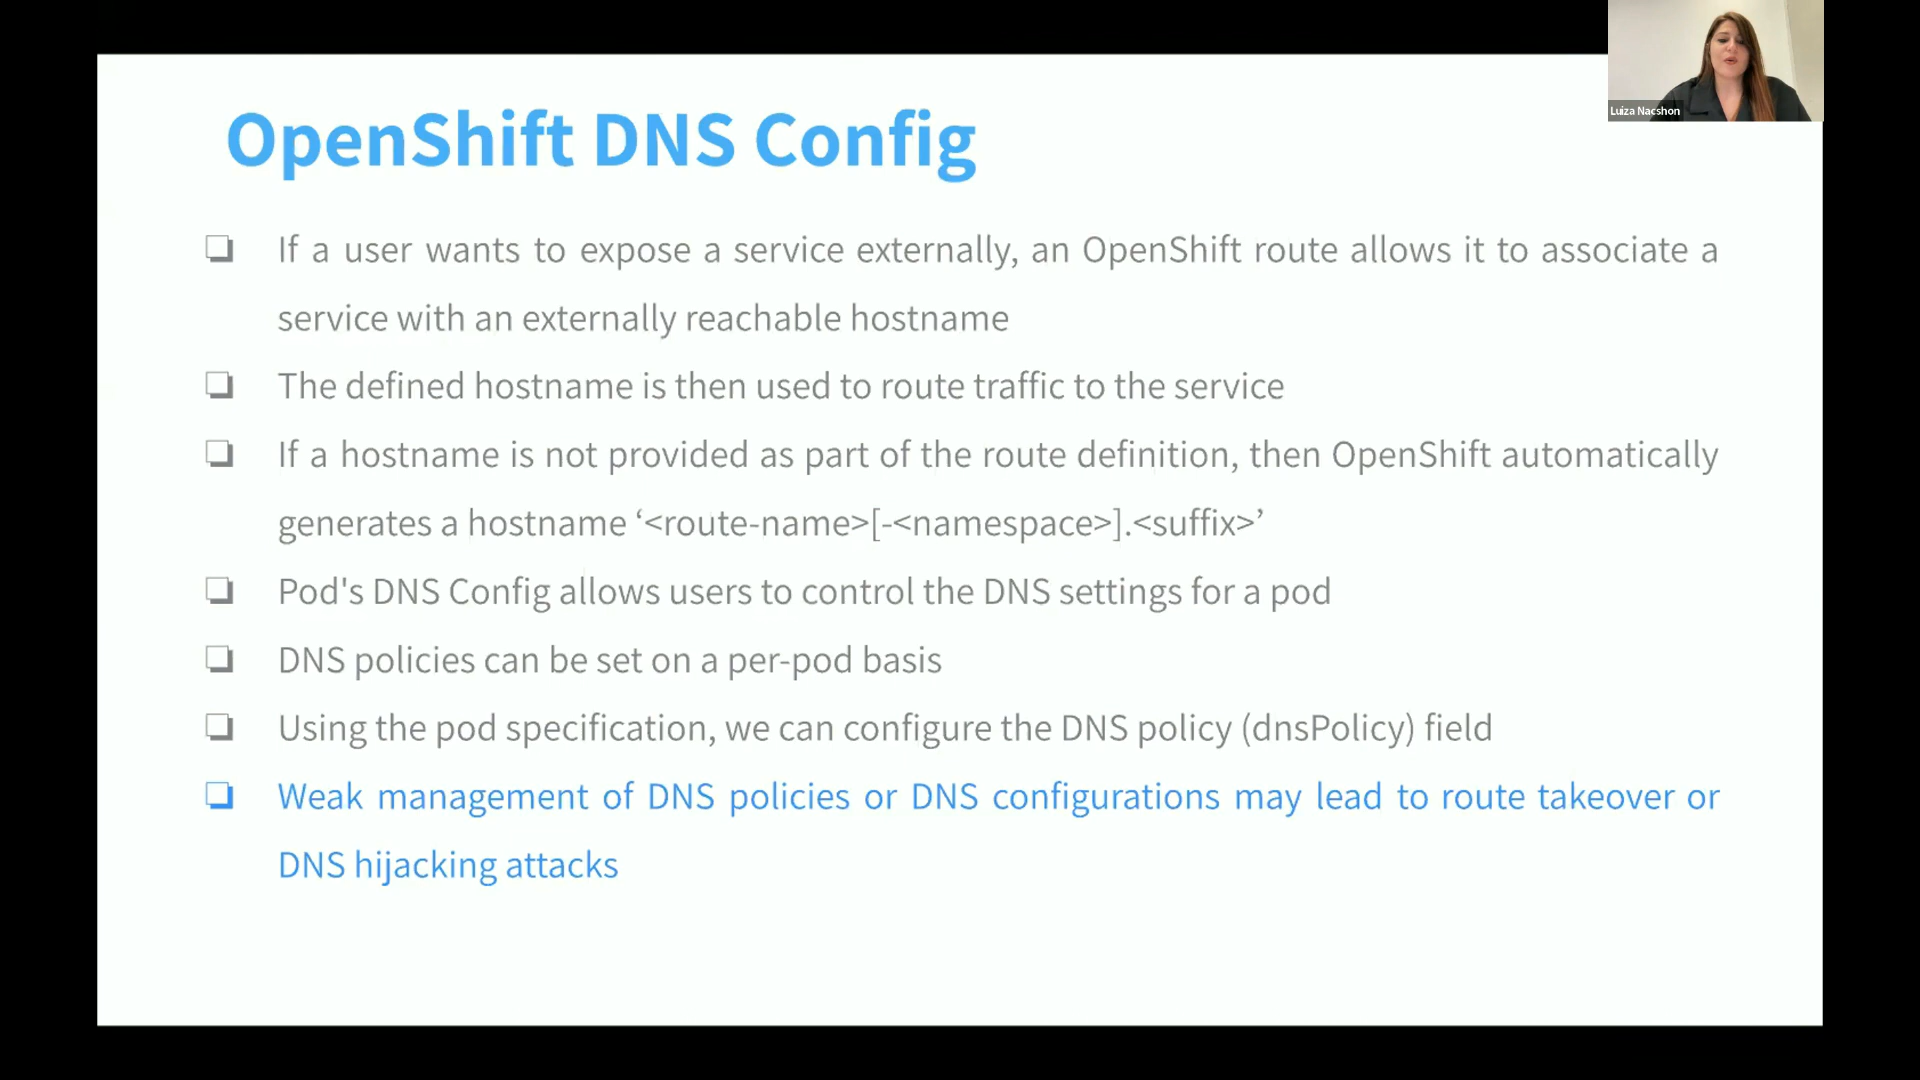 Luiza Nacshon
OpenShift DNS Config
If a user wants to expose a service externally, an OpenShift route allows it to associate a
service with an externally reachable hostname
The defined hostname is then used to route traffic to the service
If a hostname is not provided as part of the route definition, then OpenShift automatically
generates a hostname ‘<route-name>[-<namespace>].<suffix>’
Pod's DNS Config allows users to control the DNS settings for a pod
DNS policies can be set on a per-pod basis
Using the pod specification, we can configure the DNS policy (dnsPolicy) field
Weak management of DNS policies or DNS configurations may lead to route takeover or
DNS hijacking attacks